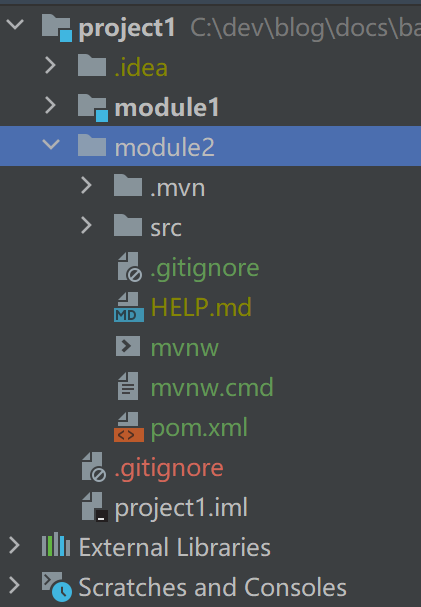 project1 C:\dev\blog\docs\ba
.idea
module1
module2
.mvn
src
.gitignore
MD HELP.md
mvnw
mvnw.cmd
<> pom.xml
.gitignore
project1.iml
External Libraries
Scratches and Consoles